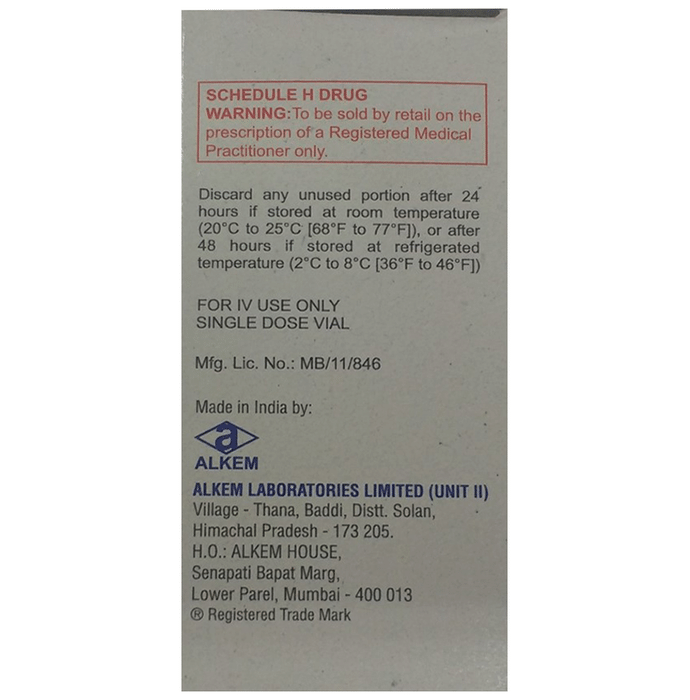 SCHEDULE H DRUG
WARNING:To be sold by retail on the
prescription of a Registered Medical
Practitioner only.
Discard any unused portion after 24
hours if stored at room temperature
(20°C to 25°C [68°F to 77°F]), or after
48 hours if stored at refrigerated
temperature (2°C to 8°C [36°F to 46°F])
FOR IV USE ONLY
SINGLE DOSE VIAL
Mfg. Lic. No.: MB/11/846
Made in India by:
a
ALKEM
ALKEM LABORATORIES LIMITED (UNIT II)
Village - Thana, Baddi, Distt. Solan,
Himachal Pradesh - 173 205.
H.O.: ALKEM HOUSE,
Senapati Bapat Marg,
Lower Parel, Mumbai - 400 013
® Registered Trade Mark